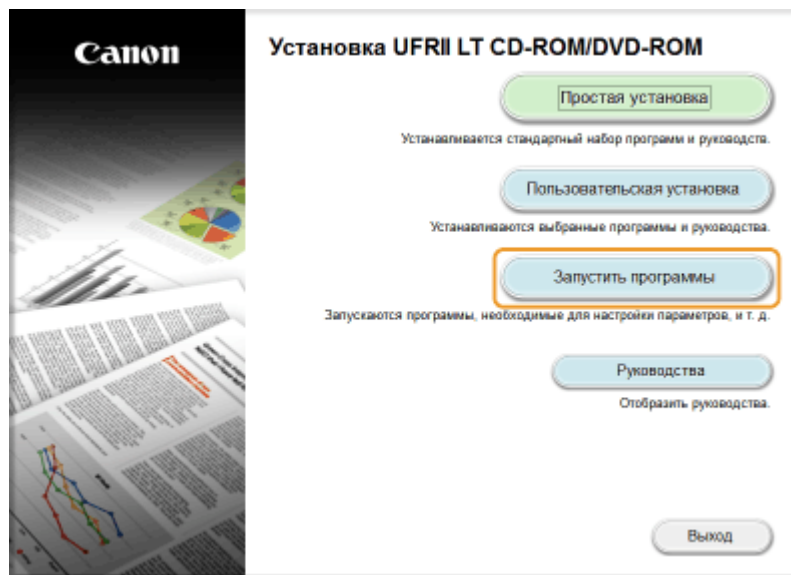 Canon
Установка UFRII LT CD-ROM/DVD-ROM
Простая установка
Устанавливается стандартный набор программ и руководств.
Пользовательская установка
Устанавливаются выбранные программы и руководства.
Запустить программы
Запускаются программы, необходимые для настройки параметров, и т. д.
Руководства
Отобразить руководства.
Выход